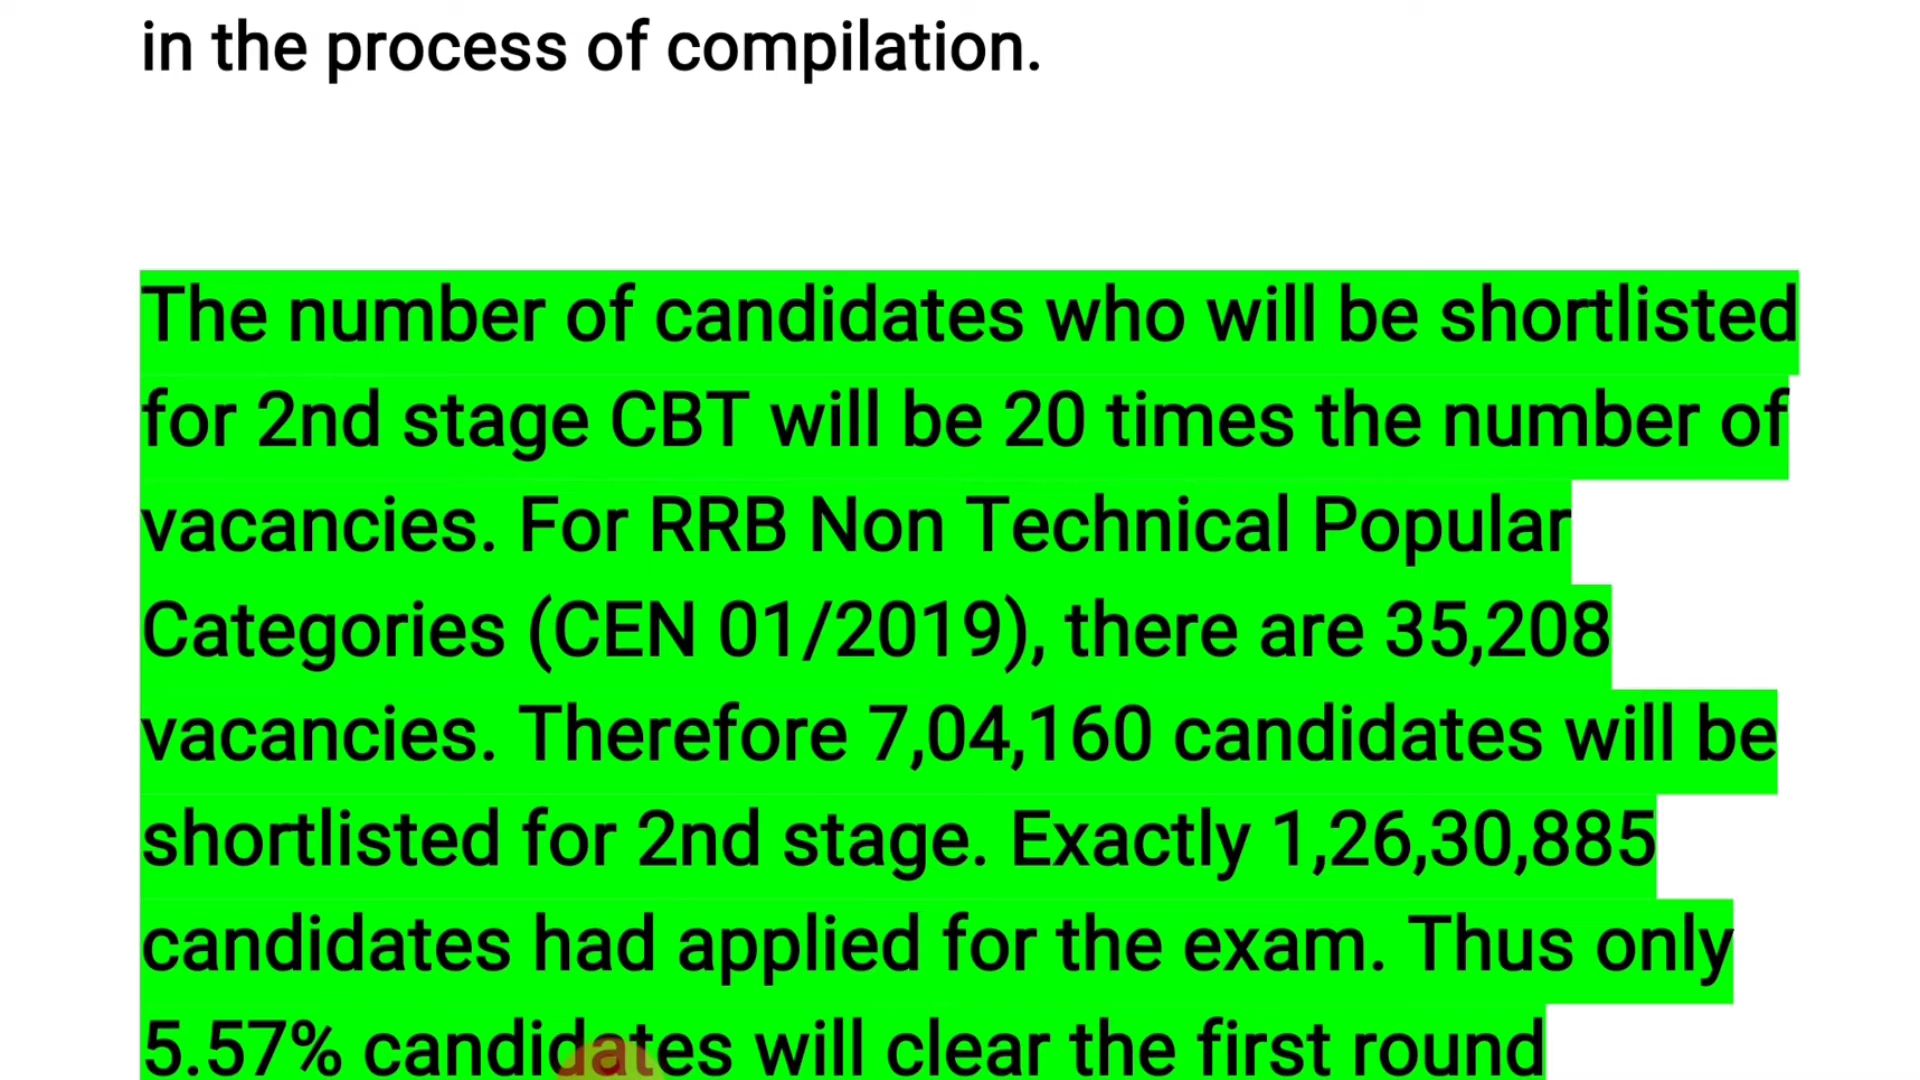 in the process of compilation.
The number of candidates who will be shortlisted
for 2nd stage CBT will be 20 times the number of
vacancies. For RRB Non Technical Popular
Categories (CEN 01/2019), there are 35,208
vacancies. Therefore 7,04,160 candidates will be
shortlisted for 2nd stage. Exactly 1,26,30,885
candidates had applied for the exam. Thus only
5.57% candidates will clear the first round